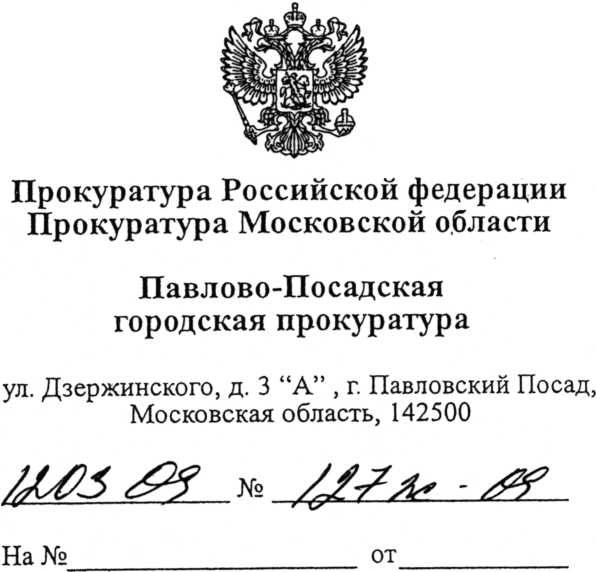 Прокуратура Российской федерации
Прокуратура Московской области
Павлово-Посадская
городская прокуратура
ул. Дзержинского, д. 3 “А” , г. Павловский Посад,
Московская область, 142500
1203 09 № 127ж - 09
На № от